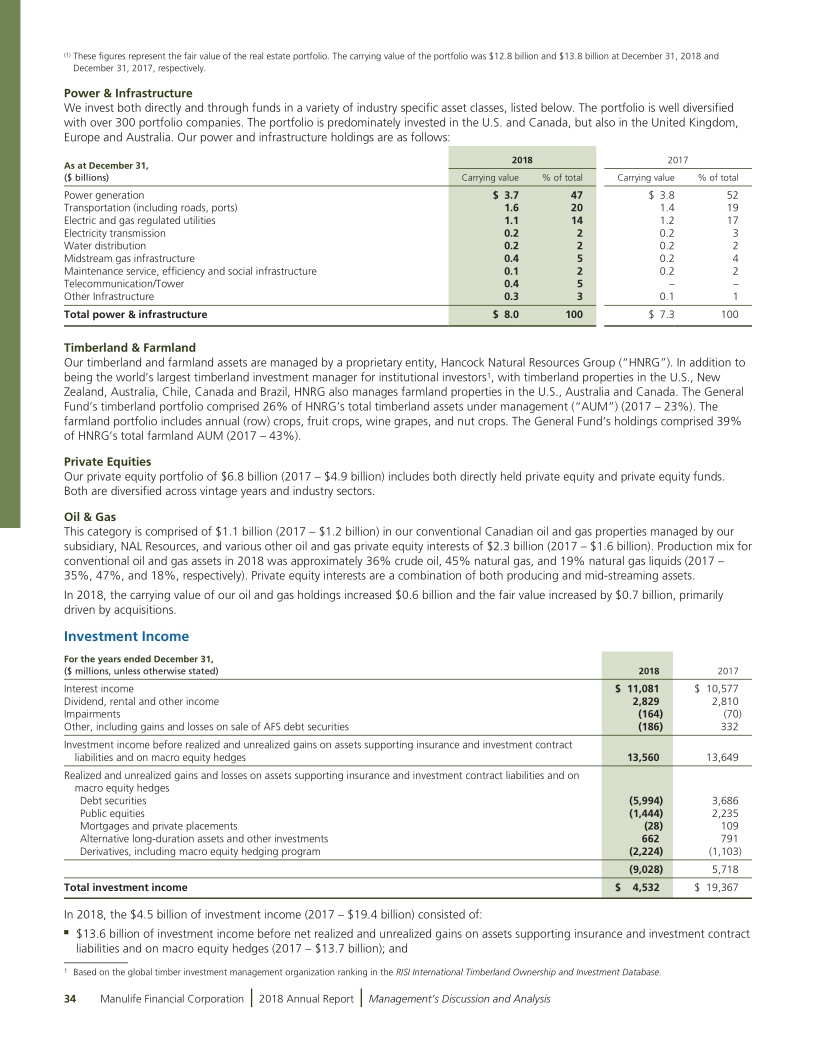 (1) These figures represent the fair value of the real estate portfolio. The carrying value of the portfolio was $12.8 billion and $13.8 billion at December 31, 2018 and
December 31, 2017, respectively.
Power & Infrastructure
We invest both directly and through funds in a variety of industry specific asset classes, listed below. The portfolio is well diversified
with over 300 portfolio companies. The portfolio is predominately invested in the U.S. and Canada, but also in the United Kingdom,
Europe and Australia. Our power and infrastructure holdings are as follows:
As at December 31, 2018 2017
($ billions) Carrying value % of total Carrying value % of total
Power generation $ 3.7 47 $ 3.8 52
Transportation (including roads, ports) 1.6 20 1.4 19
Electric and gas regulated utilities 1.1 14 1.2 17
Electricity transmission 0.2 2 0.2 3
Water distribution 0.2 2 0.2 2
Midstream gas infrastructure 0.4 5 0.2 4
Maintenance service, efficiency and social infrastructure 0.1 2 0.2 2
Telecommunication/Tower 0.4 5 – –
Other Infrastructure 0.3 3 0.1 1
Total power & infrastructure $ 8.0 100 $ 7.3 100
Timberland & Farmland
Our timberland and farmland assets are managed by a proprietary entity, Hancock Natural Resources Group (“HNRG”). In addition to
being the world’s largest timberland investment manager for institutional investors1, with timberland properties in the U.S., New
Zealand, Australia, Chile, Canada and Brazil, HNRG also manages farmland properties in the U.S., Australia and Canada. The General
Fund’s timberland portfolio comprised 26% of HNRG’s total timberland assets under management (“AUM”) (2017 – 23%). The
farmland portfolio includes annual (row) crops, fruit crops, wine grapes, and nut crops. The General Fund’s holdings comprised 39%
of HNRG’s total farmland AUM (2017 – 43%).
Private Equities
Our private equity portfolio of $6.8 billion (2017 – $4.9 billion) includes both directly held private equity and private equity funds.
Both are diversified across vintage years and industry sectors.
Oil & Gas
This category is comprised of $1.1 billion (2017 – $1.2 billion) in our conventional Canadian oil and gas properties managed by our
subsidiary, NAL Resources, and various other oil and gas private equity interests of $2.3 billion (2017 – $1.6 billion). Production mix for
conventional oil and gas assets in 2018 was approximately 36% crude oil, 45% natural gas, and 19% natural gas liquids (2017 –
35%, 47%, and 18%, respectively). Private equity interests are a combination of both producing and mid-streaming assets.
In 2018, the carrying value of our oil and gas holdings increased $0.6 billion and the fair value increased by $0.7 billion, primarily
driven by acquisitions.
Investment Income
For the years ended December 31,
($ millions, unless otherwise stated) 2018 2017
Interest income $ 11,081 $ 10,577
Dividend, rental and other income 2,829 2,810
Impairments (164) (70)
Other, including gains and losses on sale of AFS debt securities (186) 332
Investment income before realized and unrealized gains on assets supporting insurance and investment contract
liabilities and on macro equity hedges 13,560 13,649
Realized and unrealized gains and losses on assets supporting insurance and investment contract liabilities and on
macro equity hedges
Debt securities (5,994) 3,686
Public equities (1,444) 2,235
Mortgages and private placements (28) 109
Alternative long-duration assets and other investments 662 791
Derivatives, including macro equity hedging program (2,224) (1,103)
(9,028) 5,718
Total investment income $ 4,532 $ 19,367
In 2018, the $4.5 billion of investment income (2017 – $19.4 billion) consisted of:
▪ $13.6 billion of investment income before net realized and unrealized gains on assets supporting insurance and investment contract
liabilities and on macro equity hedges (2017 – $13.7 billion); and
1 Based on the global timber investment management organization ranking in the RISI International Timberland Ownership and Investment Database.
34 Manulife Financial Corporation | 2018 Annual Report | Management’s Discussion and Analysis